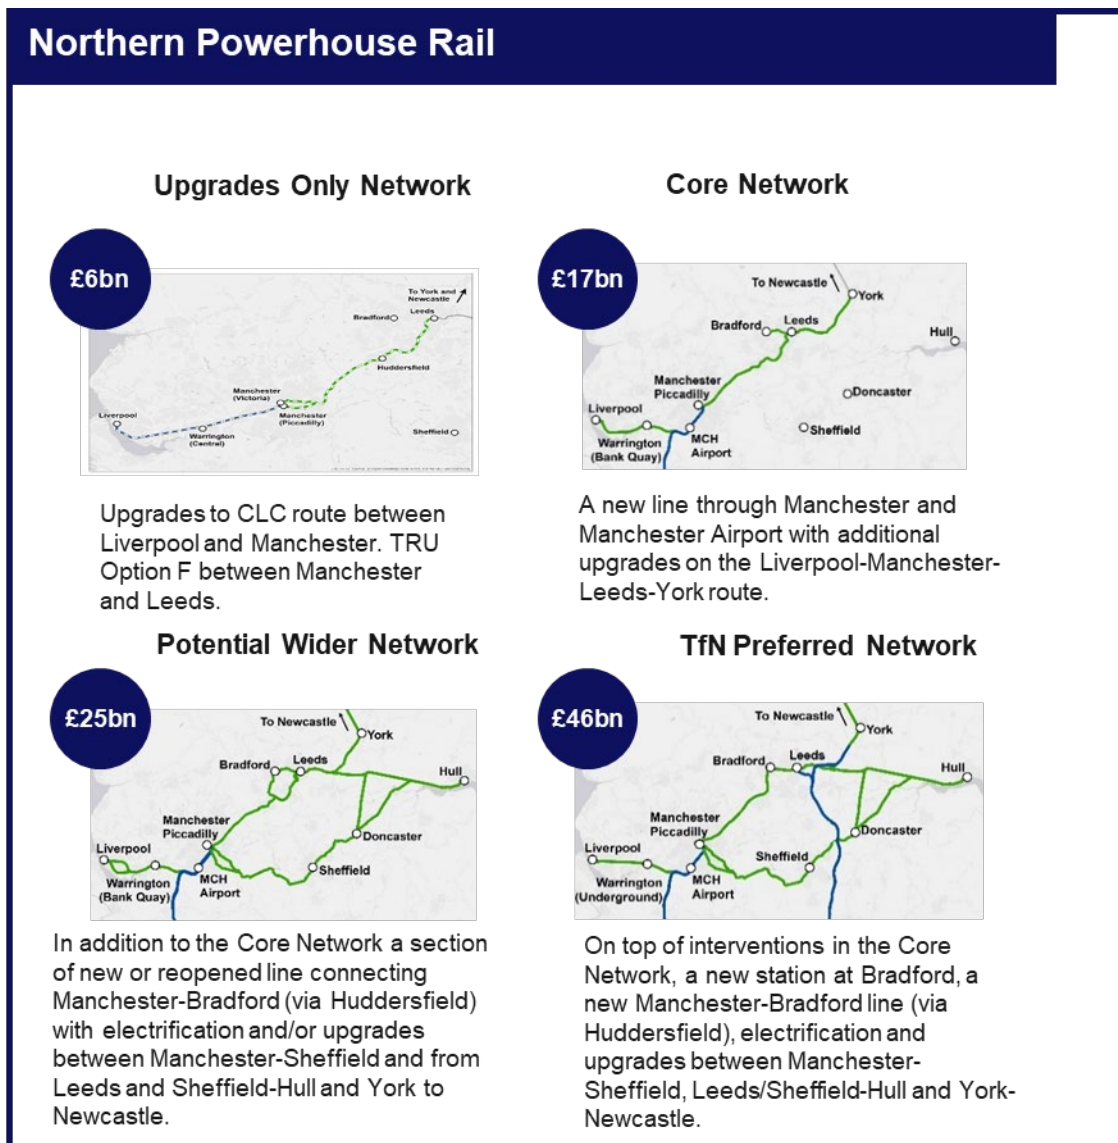 Northern Powerhouse Rail
Upgrades Only Network
£6bn
To York and
Newcastle
Leeds
Bradford
Huddersfield
Manchester
(Victoria)
Manchester
(Piccadilly)
Liverpool
Warrington
(Central)
Sheffield
Upgrades to CLC route between
Liverpool and Manchester. TRU
Option F between Manchester
and Leeds.
Core Network
£17bn
To Newcastle
York
Bradford
Leeds
Hull
Manchester
Piccadilly
Doncaster
Liverpool
Sheffield
Warrington
(Bank Quay)
MCH
Airport
A new line through Manchester and
Manchester Airport with additional
upgrades on the Liverpool-Manchester-
Leeds-York route.
Potential Wider Network
£25bn
To Newcastle
York
Bradford
Leeds
Hull
Manchester
Piccadilly
Doncaster
Liverpool
Sheffield
Warrington
(Bank Quay)
MCH
Airport
In addition to the Core Network a section
of new or reopened line connecting
Manchester-Bradford (via Huddersfield)
with electrification and/or upgrades
between Manchester-Sheffield and from
Leeds and Sheffield-Hull and York to
Newcastle.
TfN Preferred Network
£46bn
To Newcastle
York
Bradford
Leeds
Hull
Manchester
Piccadilly
Doncaster
Liverpool
Sheffield
Warrington
(Underground)
MCH
Airport
On top of interventions in the Core
Network, a new station at Bradford, a
new Manchester-Bradford line (via
Huddersfield), electrification and
upgrades between Manchester-
Sheffield, Leeds/Sheffield-Hull and York-
Newcastle.